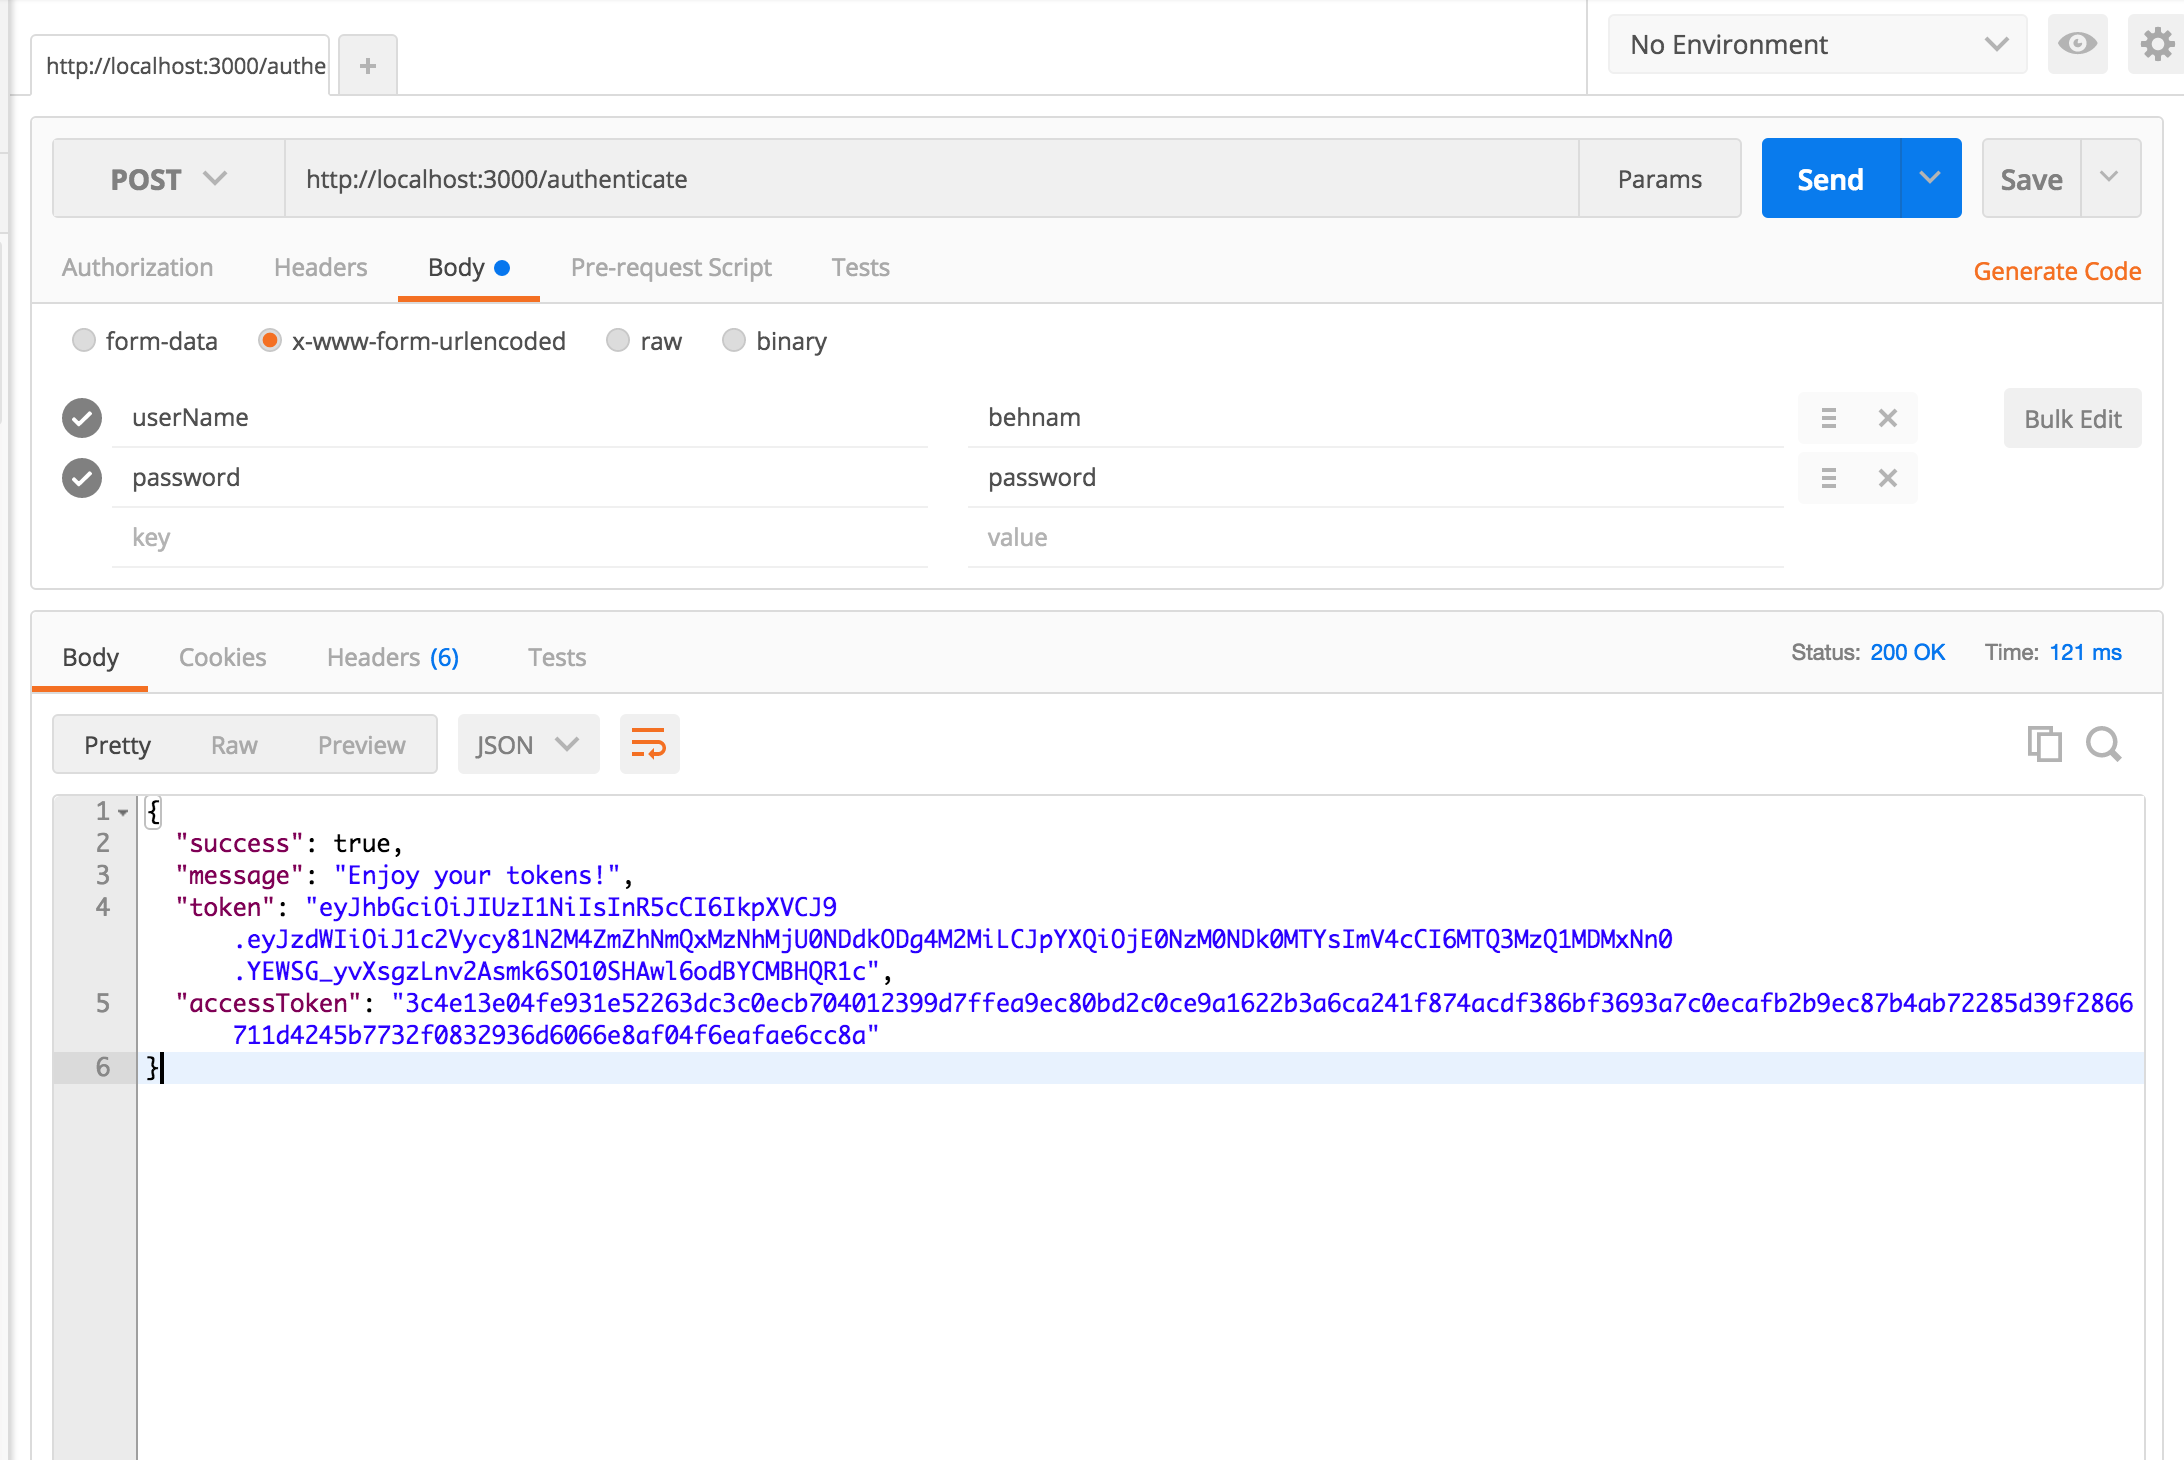 http://localhost:3000/authe
No Environment
POST http://localhost:3000/authenticate Params Send Save
Authorization Headers Body Pre-request Script Tests Generate Code
form-data x-www-form-urlencoded raw binary
userName behnam Bulk Edit
password password
key value
Body Cookies Headers (6) Tests Status: 200 OK Time: 121 ms
Pretty Raw Preview JSON
1 {
2 "success": true,
3 "message": "Enjoy your tokens!",
4 "token": "eyJhbGciOiJIUzI1NiIsInR5cCI6IkpXVCJ9
.eyJzdWIiOiJ1c2Vycy81N2M4ZmZhNmQxMzNhMjU0NDdkODg4M2MiLCJpYXQiOjE0NzM0NDk0MTYsImV4cCI6MTQ3MzQ1MDMxNn0
.YEWSG_yvXsgzLnv2Asmk6SO10SHAwl6odBYCMBHQR1c",
5 "accessToken": "3c4e13e04fe931e52263dc3c0ecb704012399d7ffea9ec80bd2c0ce9a1622b3a6ca241f874acdf386bf3693a7c0ecafb2b9ec87b4ab72285d39f2866
711d4245b7732f0832936d6066e8af04f6eafae6cc8a"
6 }